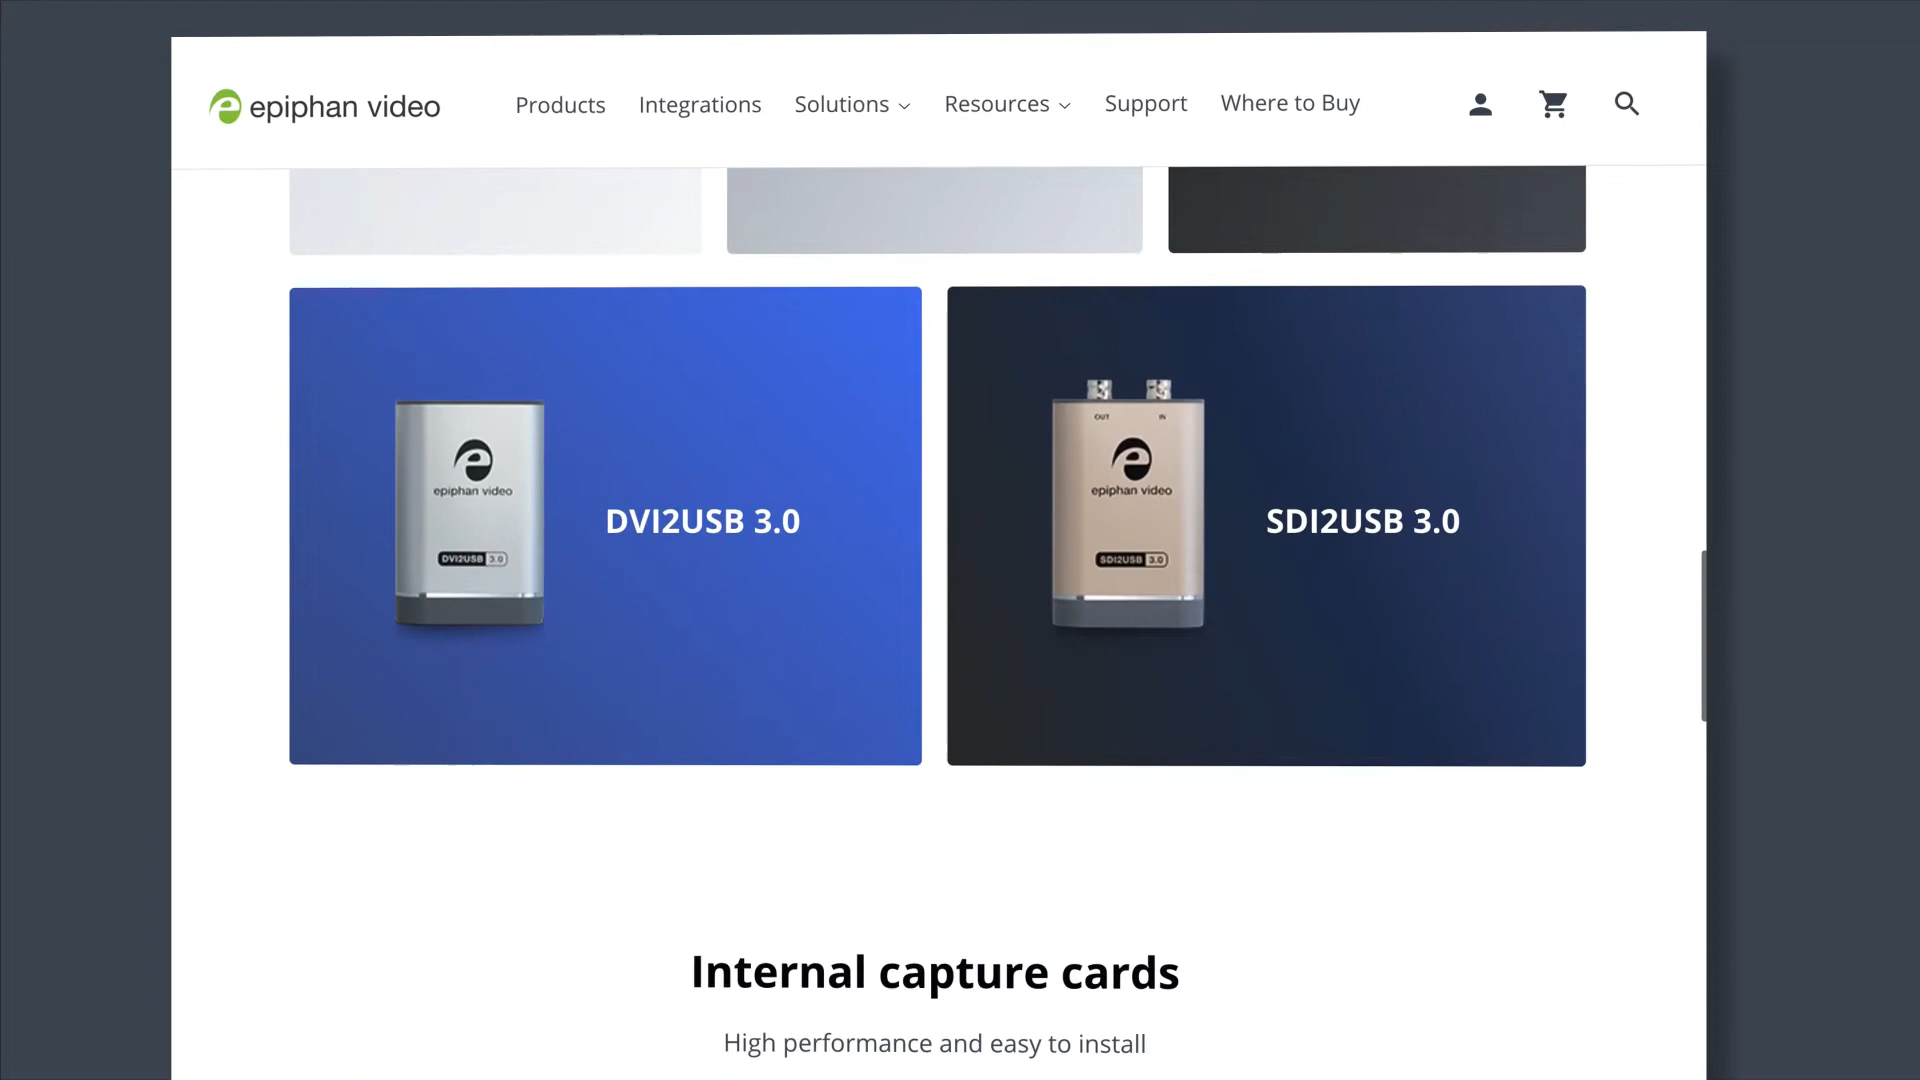 epiphan video
Products
Integrations
Solutions
Resources
Support
Where to Buy
epiphan video
DVI2USB 3.0
DVI2USB 3.0
OUT
IN
epiphan video
SDI2USB 3.0
SDI2USB 3.0
Internal capture cards
High performance and easy to install